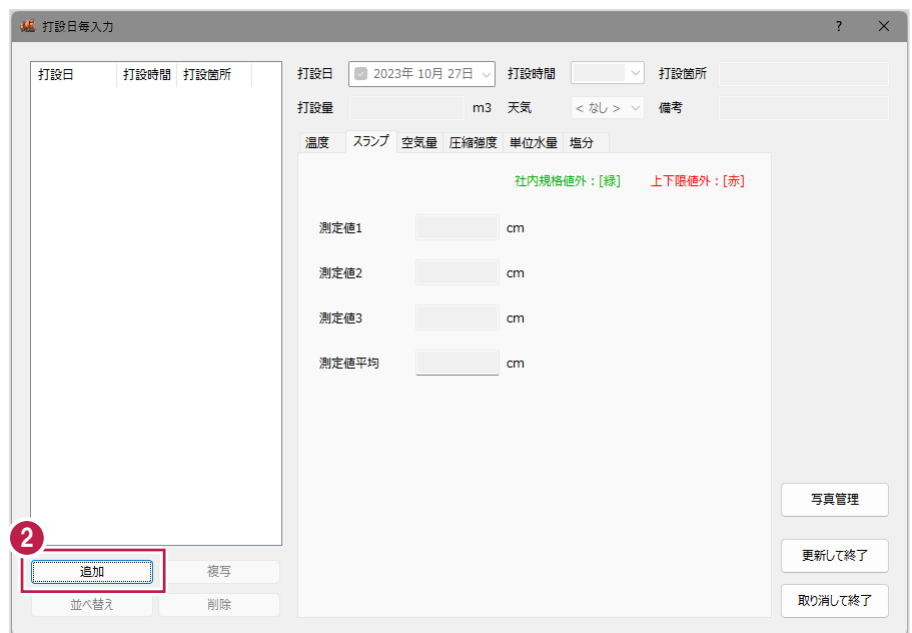 打設日毎入力
?
打設日 打設時間 打設箇所
打設日 2023年 10月 27日 打設時間 打設箇所
打設量 m3 天気 < なし > 備考
温度 スランプ 空気量 圧縮強度 単位水量 塩分
社内規格値外：[緑] 上下限値外：[赤]
測定値1 cm
測定値2 cm
測定値3 cm
測定値平均 cm
写真管理
2
更新して終了
追加 複写
並べ替え 削除
取り消して終了